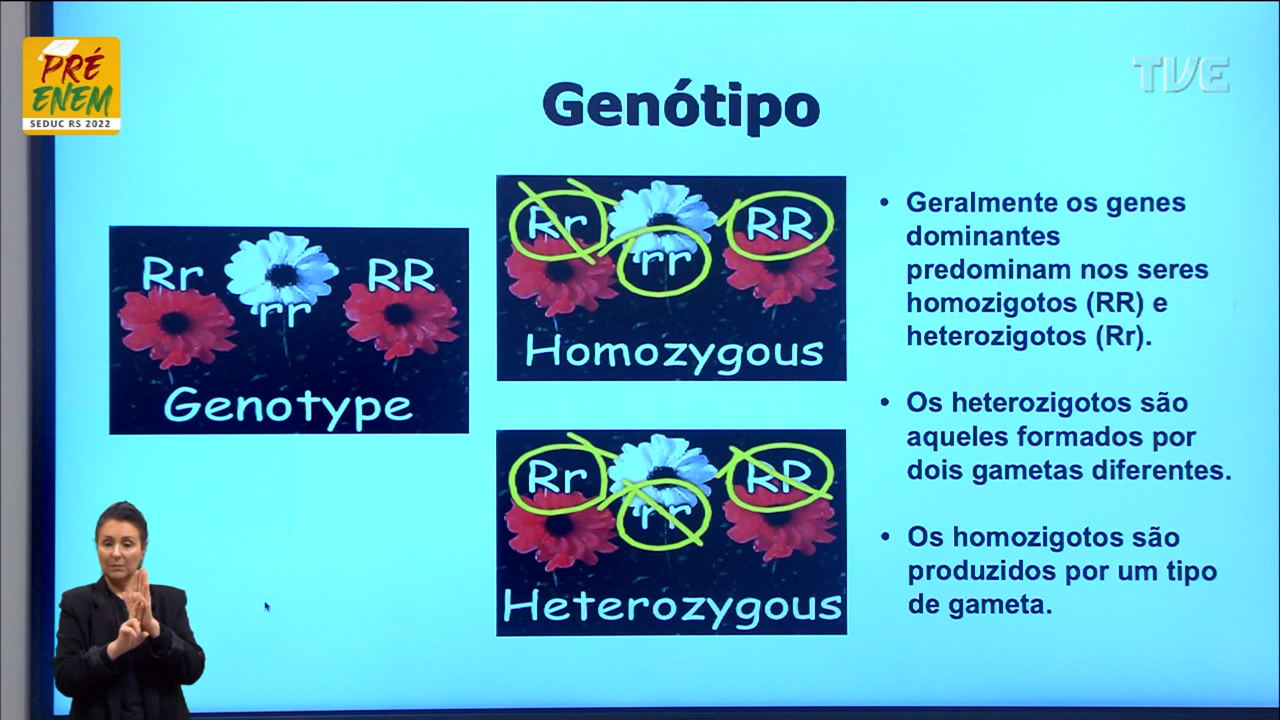 PRÉ
ENEM
SEDUC RS 2022
TVE
Genótipo
Rr
rr
RR
Genotype
Rr
rr
RR
Homozygous
Rr
rr
RR
Heterozygous
• Geralmente os genes
dominantes
predominam nos seres
homozigotos (RR) e
heterozigotos (Rr).
• Os heterozigotos são
aqueles formados por
dois gametas diferentes.
• Os homozigotos são
produzidos por um tipo
de gameta.